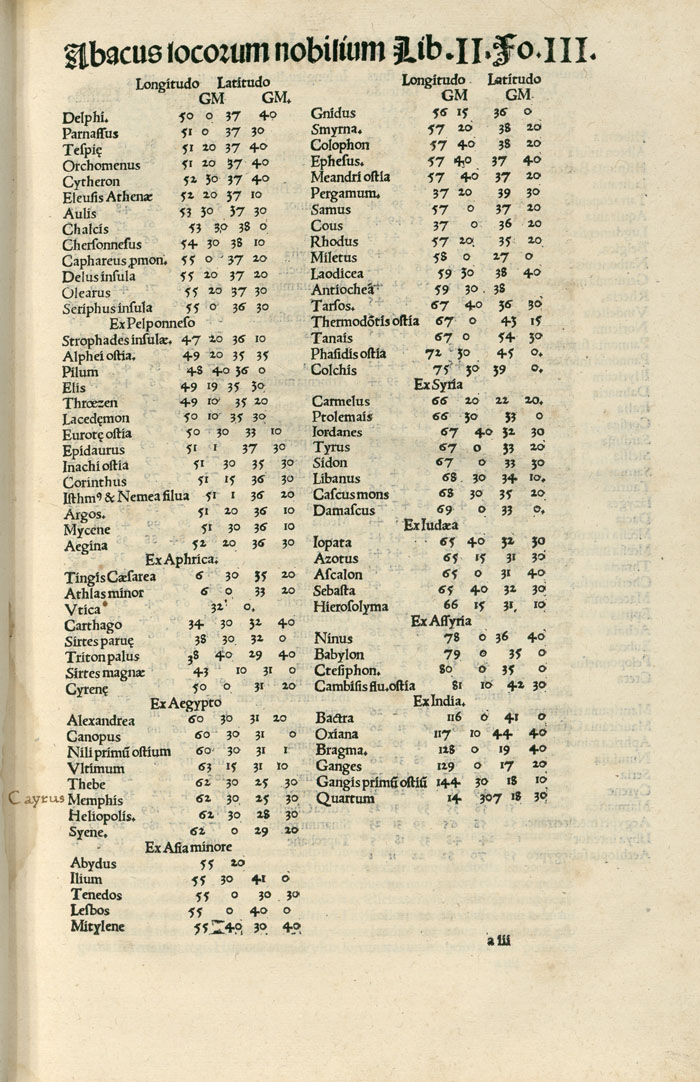 Abacus locorum nobilium Lib.II.Fo.III.
Longitudo Latitudo
GM GM.
Delphi. 50 0 37 40
Parnaſſus 51 0 37 30
Teſpię 51 20 37 40
Orchomenus 51 20 37 40
Cytheron 52 30 37 40
Eleuſis Athenæ 52 20 37 10
Aulis 53 30 37 30
Chalcis 53 30 38 0
Cherſonneſus 54 30 38 10
Caphareus ꝓmon. 55 0 37 20
Delus inſula 55 20 37 20
Olearus 55 20 37 30
Seriphus inſula 55 0 36 30
Ex Pelponneſo
Strophades inſulæ. 47 20 36 10
Alphei oſtia. 49 20 35 35
Pilum 48 40 36 0
Elis 49 19 35 30
Thrœzen 49 10 35 20
Lacedęmon 50 10 35 30
Eurotę oſtia 50 30 33 10
Epidaurus 51 1 37 30
Inachi oſtia 51 30 35 30
Corinthus 51 15 36 30
Iſthmꝰ & Nemea ſilua 51 1 36 20
Argos. 51 20 36 10
Mycene 51 30 36 10
Aegina 52 20 36 30
Ex Aphrica.
Tingis Cæſarea 6 30 35 20
Athlas minor 6 0 33 20
Vtica 32 0.
Carthago 34 30 32 40
Sirtes paruę 38 30 32 0
Triton palus 38 40 29 40
Sirtes magnæ 43 10 31 0
Cyrenę 50 0 31 20
Ex Aegypto
Alexandrea 60 30 31 20
Canopus 60 30 31 0
Nili primū oſtium 60 30 31 1
Vltimum 63 15 31 10
Thebe 62 30 25 30
Cayrus Memphis 62 30 25 30
Heliopolis. 62 30 28 30
Syene. 62 0 29 20
Ex Aſia minore
Abydus 55 20
Ilium 55 30 41 0
Tenedos 55 0 30 30
Leſbos 55 0 40 0
Mitylene 55 40 30 40
Longitudo Latitudo
GM GM
Gnidus 56 15 36 0
Smyrna. 57 20 38 20
Colophon 57 40 38 20
Epheſus. 57 40 37 40
Meandri oſtia 57 40 37 20
Pergamum. 37 20 39 30
Samus 57 0 37 20
Cous 37 0 36 20
Rhodus 57 20 35 20
Miletus 58 0 27 0
Laodicea 59 30 38 40
Antiocheā 59 30 38
Tarſos. 67 40 36 30
Thermodōtis oſtia 67 0 43 15
Tanais 67 0 54 30
Phaſidis oſtia 72 30 45 0.
Colchis 75 30 39 0.
Ex Syria
Carmelus 66 20 22 20.
Ptolemais 66 30 33 0
Iordanes 67 40 32 30
Tyrus 67 0 33 20
Sidon 67 0 33 30
Libanus 68 30 34 10.
Caſcus mons 68 30 35 20
Damaſcus 69 0 33 0.
Ex Iudæa
Iopata 65 40 32 30
Azotus 65 15 31 30
Aſcalon 65 0 31 40
Sebaſta 65 40 32 30
Hieroſolyma 66 15 31 10
Ex Aſſyria
Ninus 78 0 36 40
Babylon 79 0 35 0
Cteſiphon. 80 0 35 0
Cambiſis flu.oſtia 81 10 42 30
Ex India.
Bactra 116 0 41 0
Oxiana 117 10 44 40
Bragma. 128 0 19 40
Ganges 129 0 17 20
Gangis primū oſtiū 144 30 18 10
Quartum 14 307 18 30
a iii